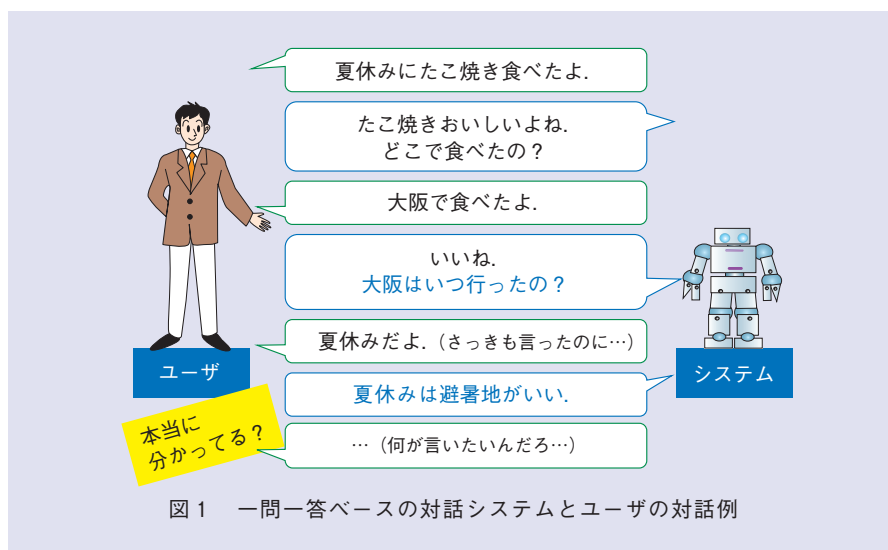 夏休みにたこ焼き食べたよ.
たこ焼きおいしいよね.
どこで食べたの？
大阪で食べたよ.
いいね.
大阪はいつ行ったの？
夏休みだよ.（さっきも言ったのに…）
ユーザ
システム
夏休みは避暑地がいい.
本当に
分かってる？
…（何が言いたいんだろ…）
図1　一問一答ベースの対話システムとユーザの対話例